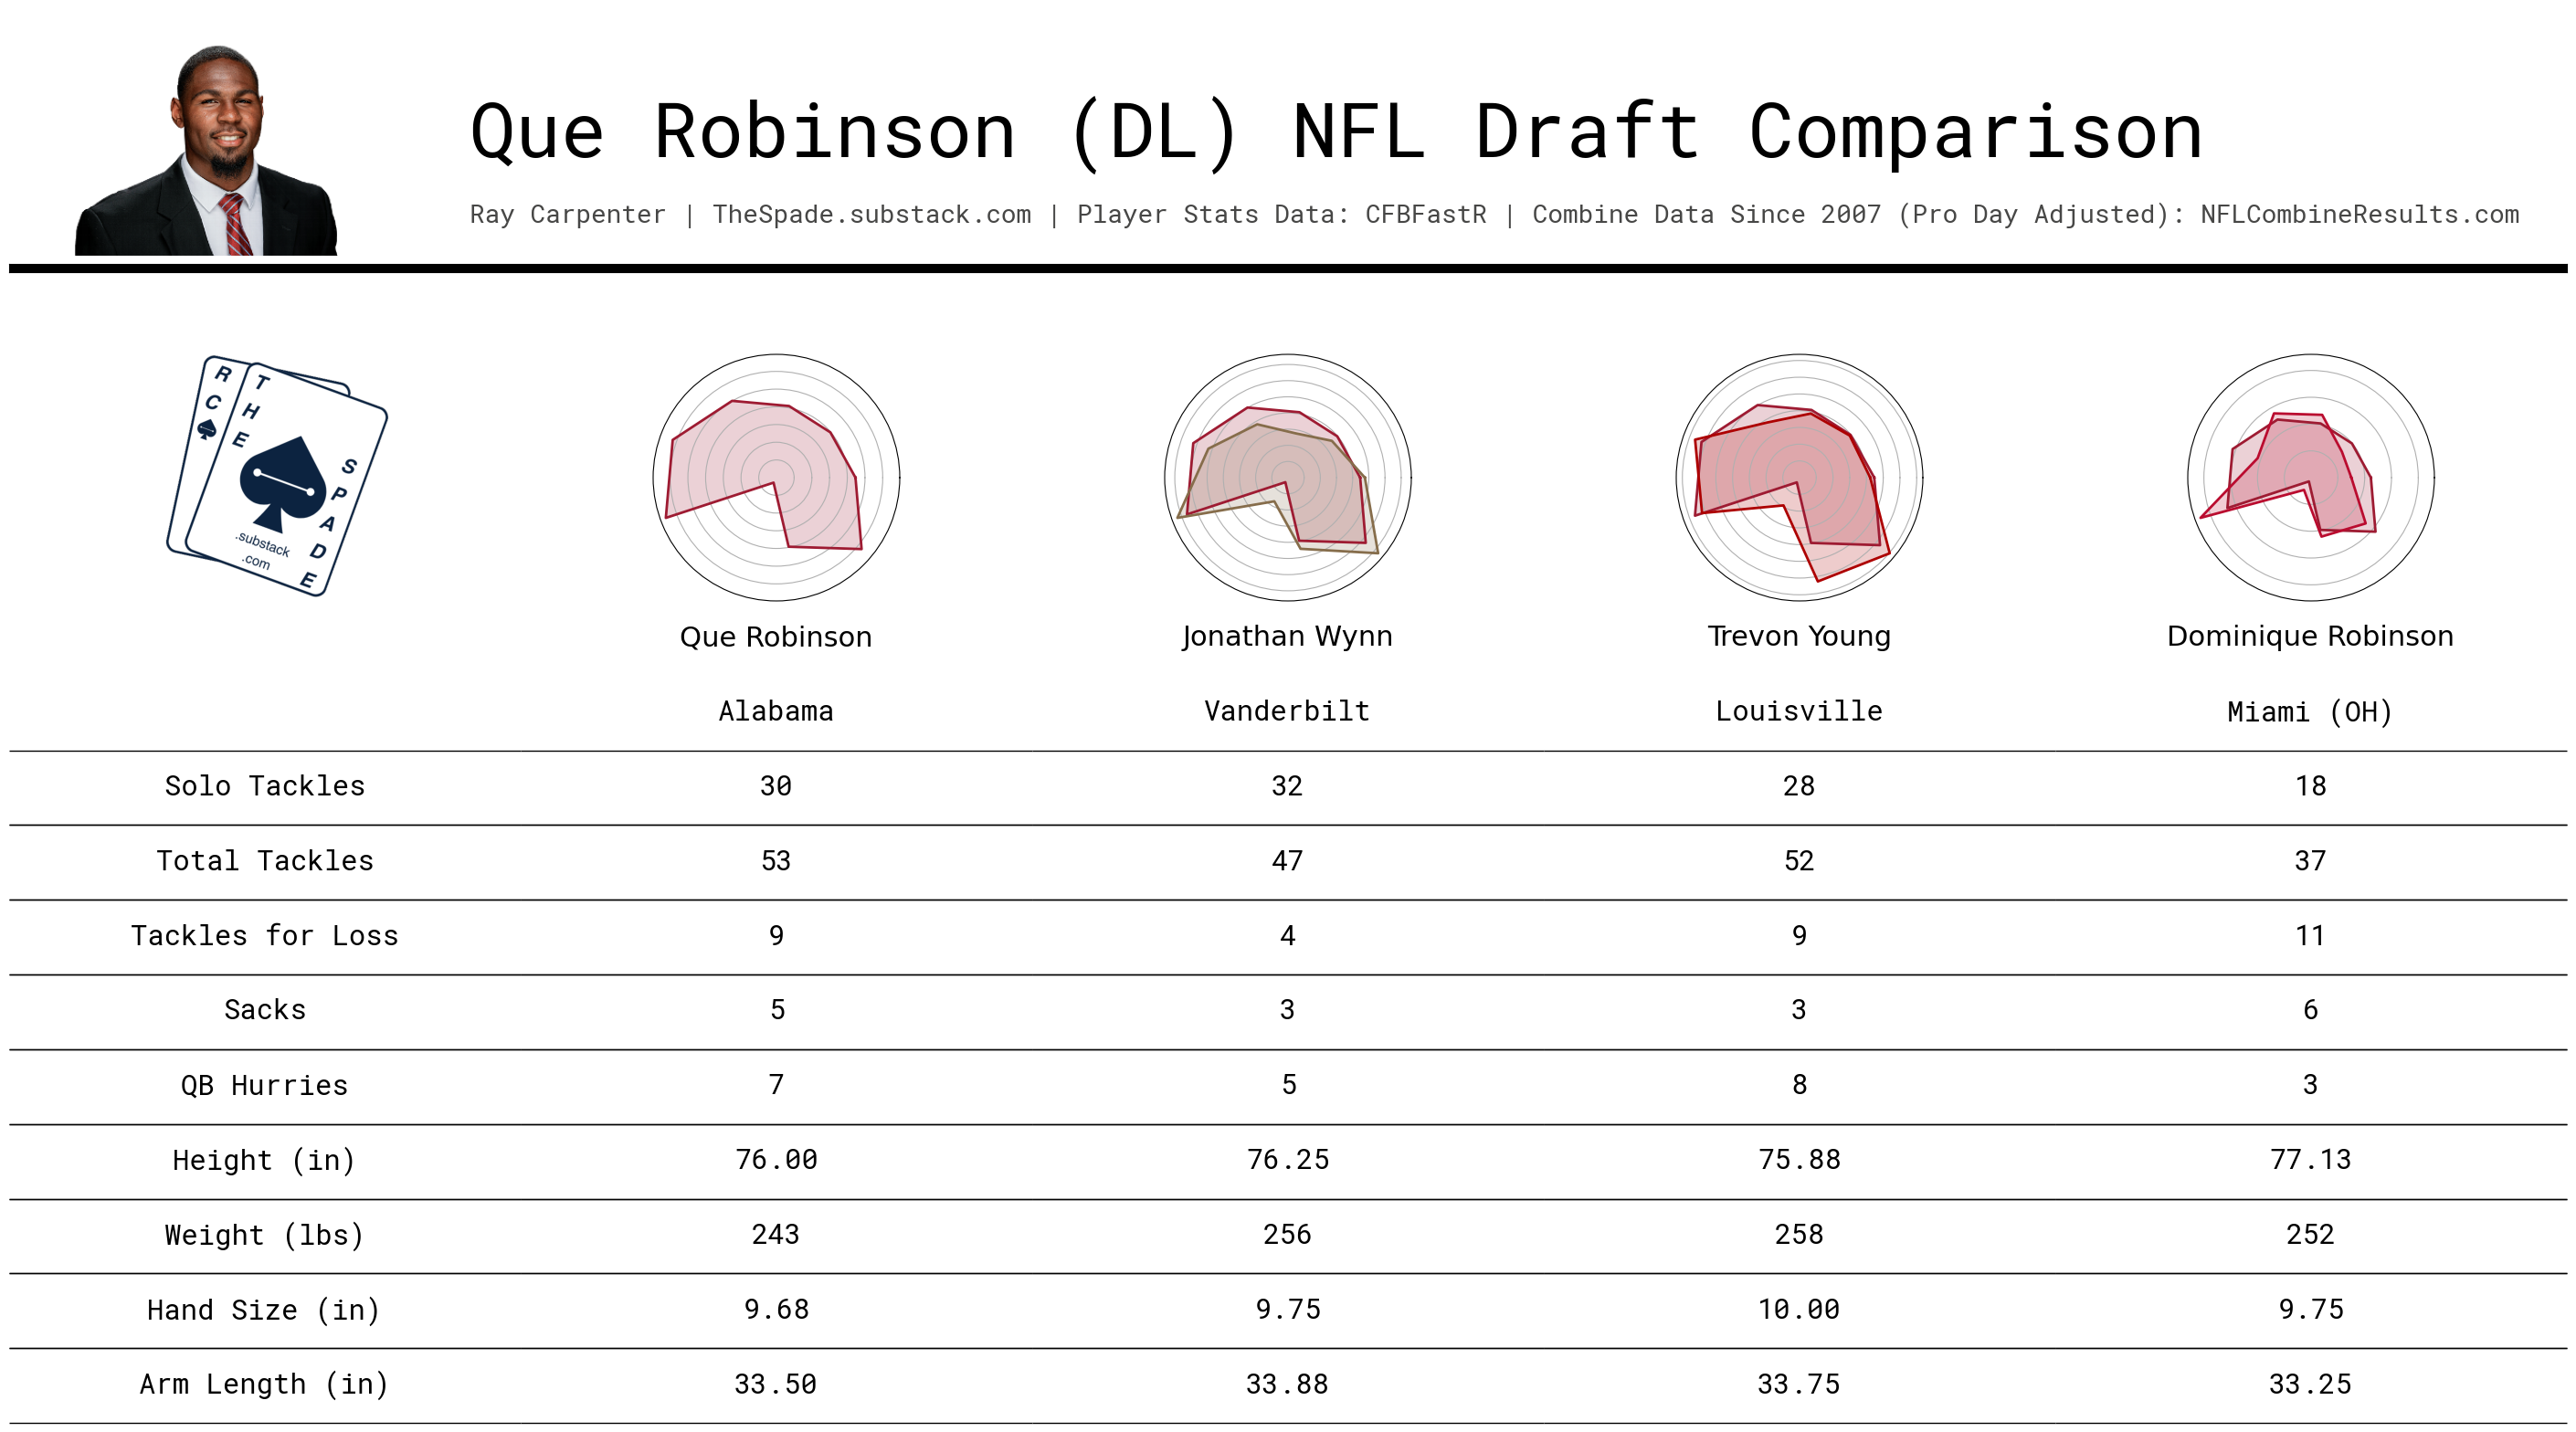 Que Robinson (DL) NFL Draft Comparison
Ray Carpenter | TheSpade.substack.com | Player Stats Data: CFBFastR | Combine Data Since 2007 (Pro Day Adjusted): NFLCombineResults.com
RC
THE
SPADE
.substack
.com
Que Robinson Jonathan Wynn Trevon Young Dominique Robinson
Alabama Vanderbilt Louisville Miami (OH)
Solo Tackles 30 32 28 18
Total Tackles 53 47 52 37
Tackles for Loss 9 4 9 11
Sacks 5 3 3 6
QB Hurries 7 5 8 3
Height (in) 76.00 76.25 75.88 77.13
Weight (lbs) 243 256 258 252
Hand Size (in) 9.68 9.75 10.00 9.75
Arm Length (in) 33.50 33.88 33.75 33.25